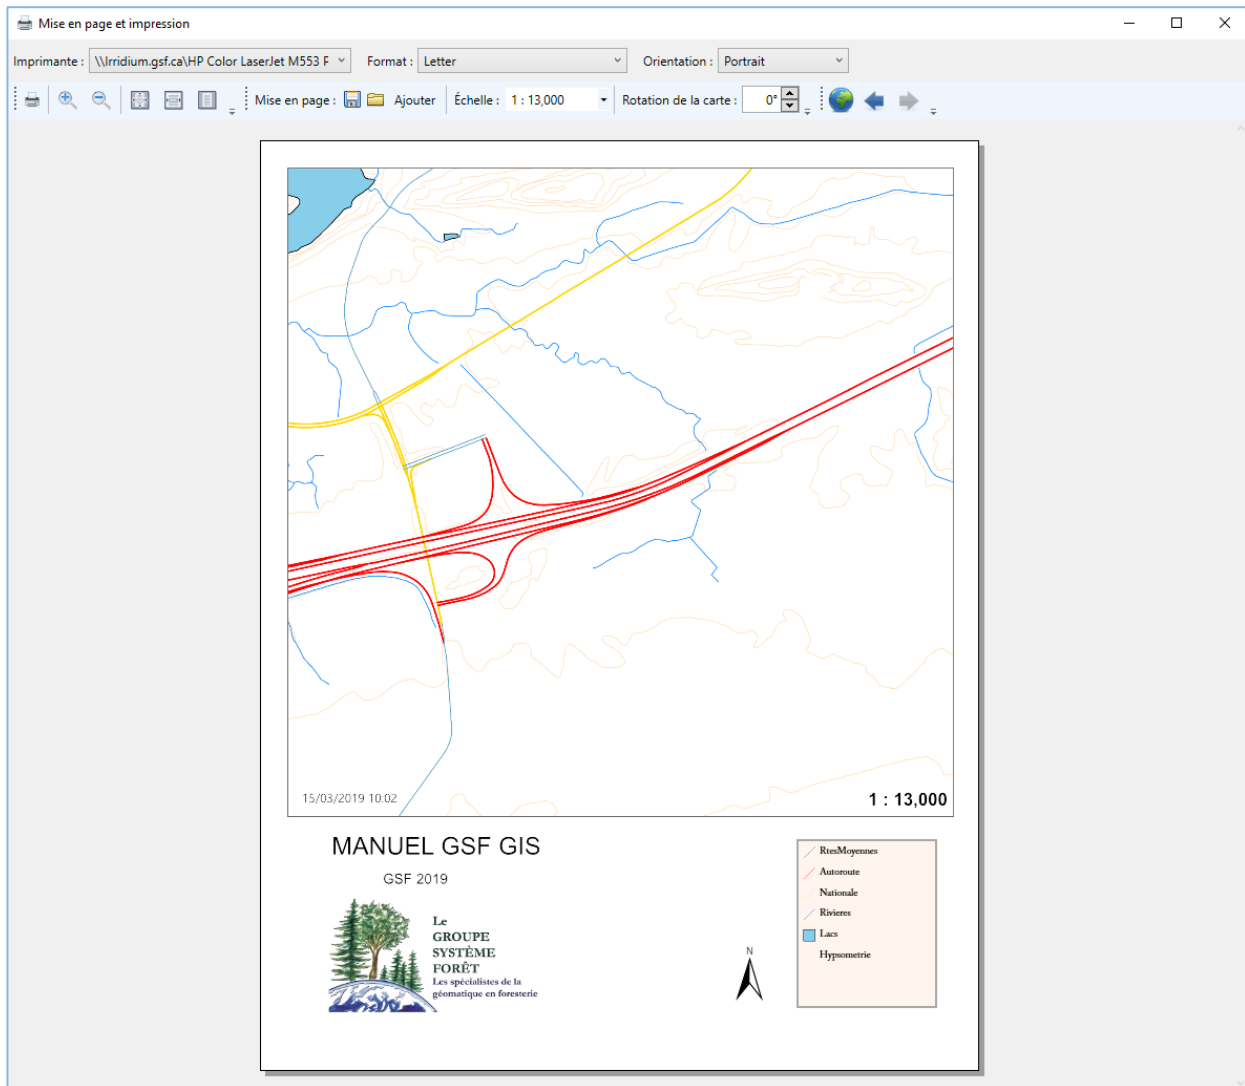 Mise en page et impression
Imprimante : \\Irridium.gsf.ca\HP Color LaserJet M553 F Format : Letter Orientation : Portrait
Mise en page : Ajouter Échelle : 1 : 13,000 Rotation de la carte : 0°
15/03/2019 10:02
1 : 13,000
MANUEL GSF GIS
GSF 2019
Le
GROUPE
SYSTÈME
FORÊT
Les spécialistes de la
géomatique en foresterie
N
RtesMoyennes
Autoroute
Nationale
Rivieres
Lacs
Hypsometrie